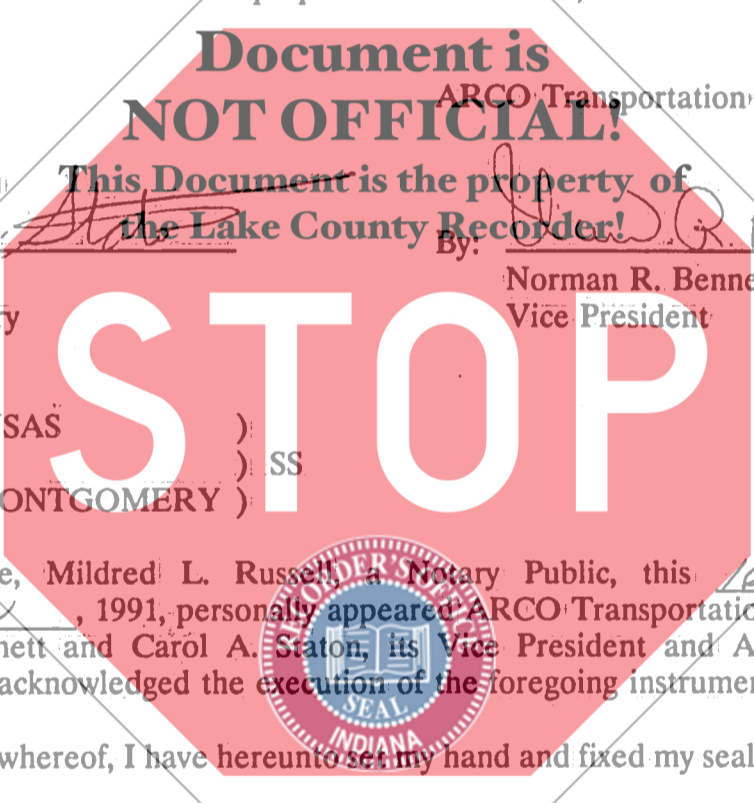 Document is
NOT OFFICIAL!
ARCO Transportation
This Document is the property of
the Lake County Recorder!
Staton
By:
Norman R. Benne
ry
Vice President
STOP
SAS )
) SS
ONTGOMERY )
e, Mildred L. Russell, a Notary Public, this
, 1991, personally appeared ARCO Transportatio
nett and Carol A. Staton, its Vice President and A
acknowledged the execution of the foregoing instrumen
whereof, I have hereunto set my hand and fixed my seal
RECORDER'S OFFICE
SEAL
INDIANA